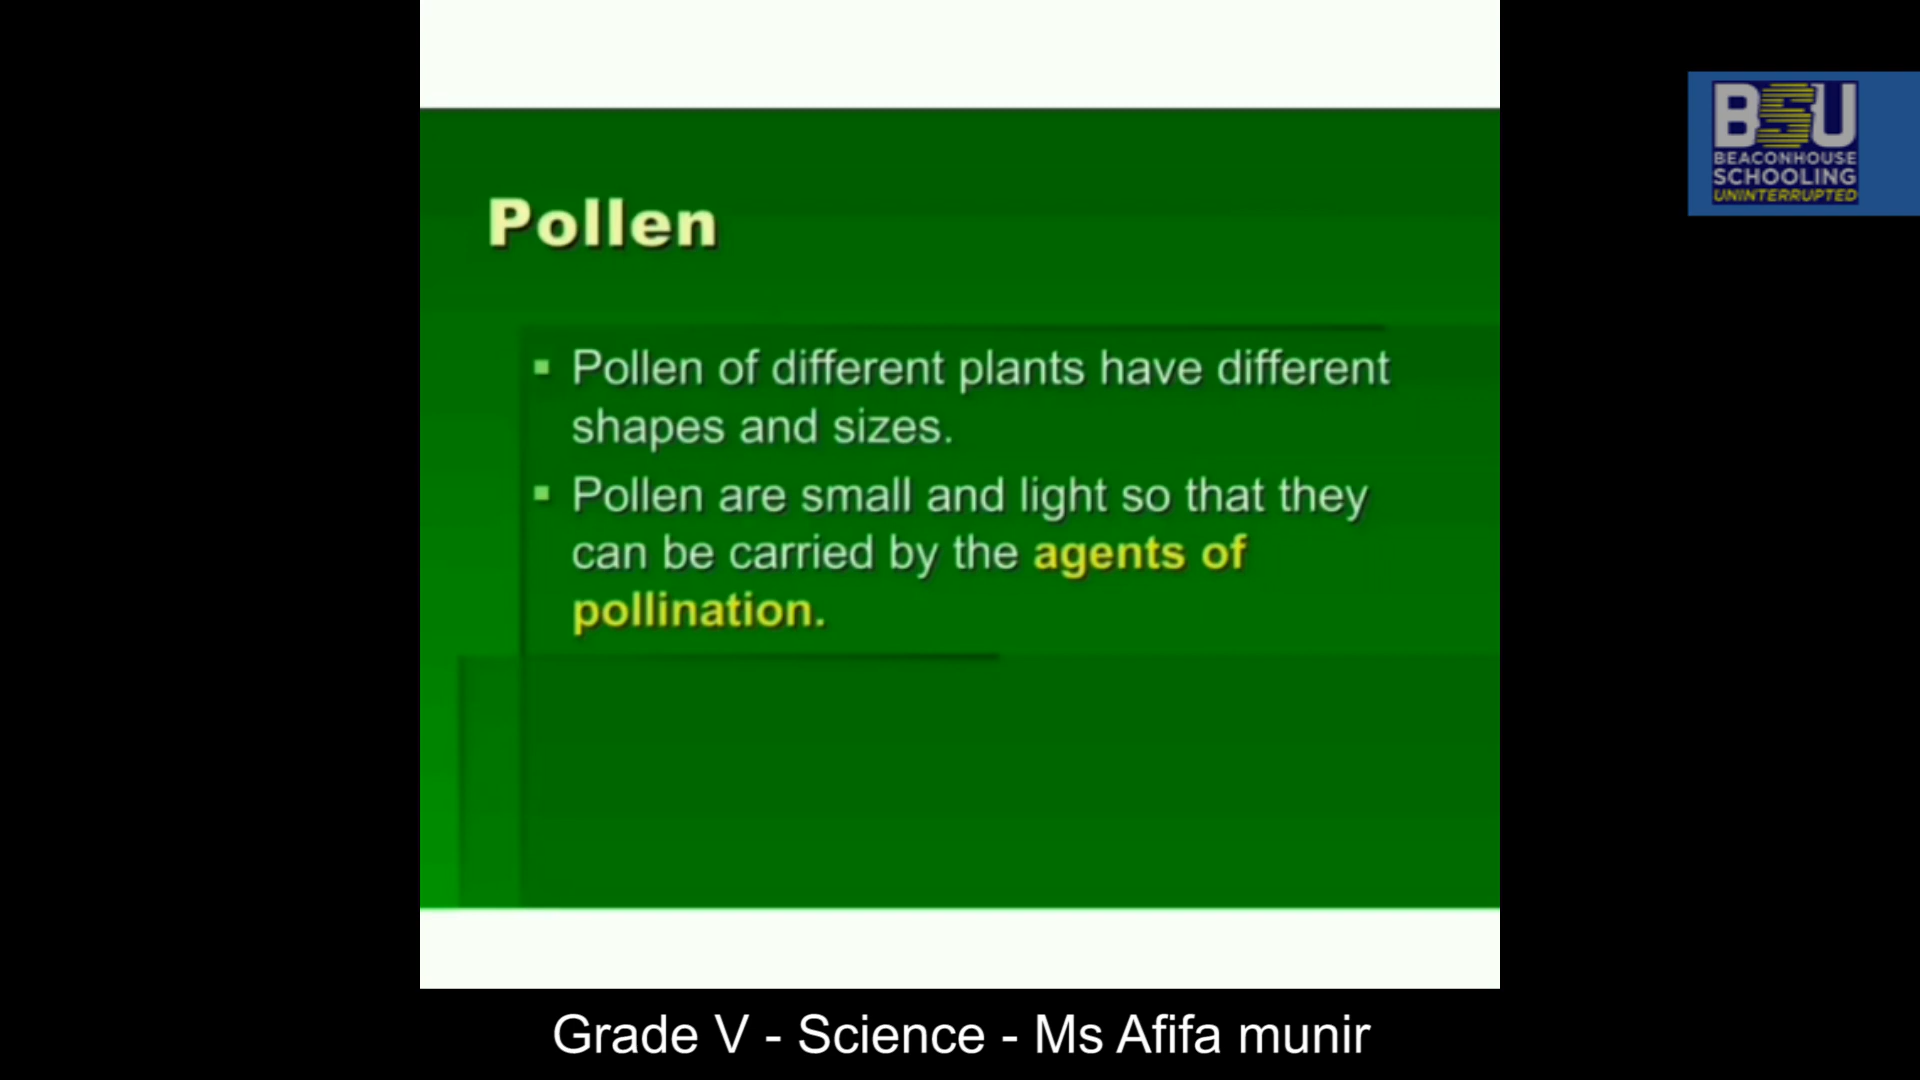 BSU
BEACONHOUSE
SCHOOLING
UNINTERRUPTED
Pollen
▪ Pollen of different plants have different
shapes and sizes.
▪ Pollen are small and light so that they
can be carried by the agents of
pollination.
Grade V - Science - Ms Afifa munir